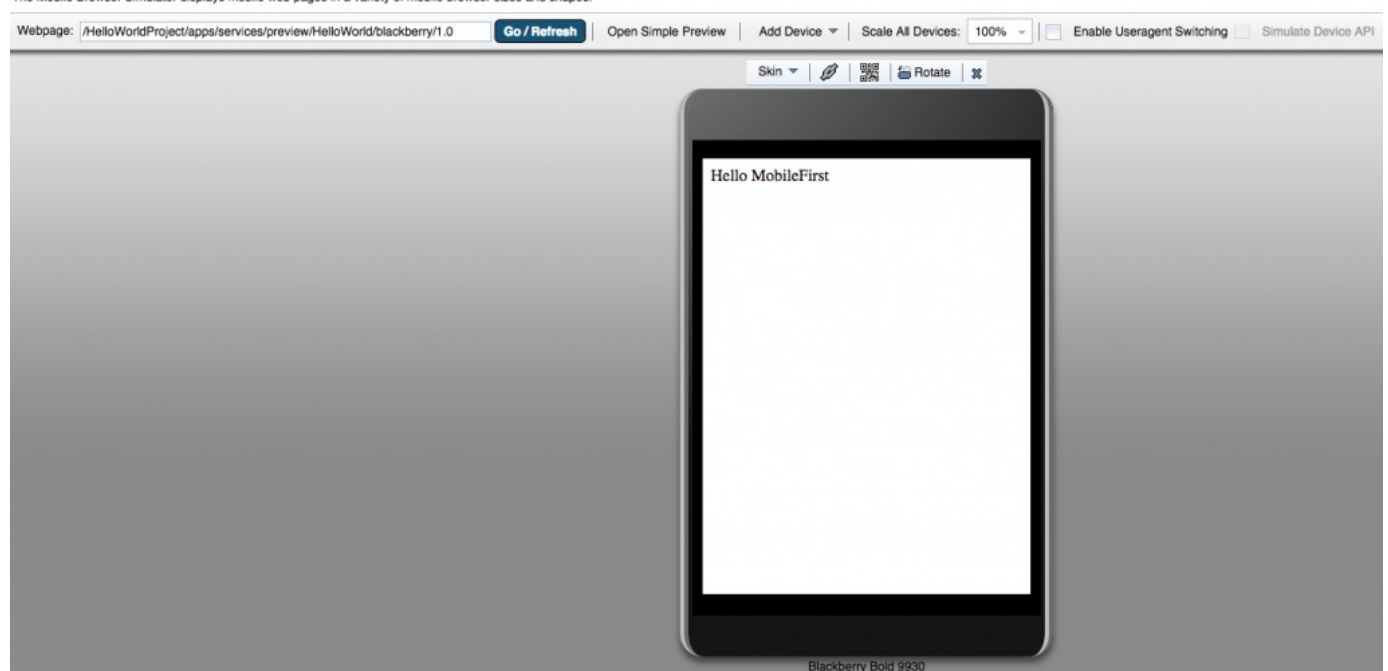 Webpage: /HelloWorldProject/apps/services/preview/HelloWorld/blackberry/1.0 Go / Refresh Open Simple Preview Add Device Scale All Devices: 100% Enable Useragent Switching Simulate Device API
Skin Rotate
Hello MobileFirst
Blackberry Bold 9930